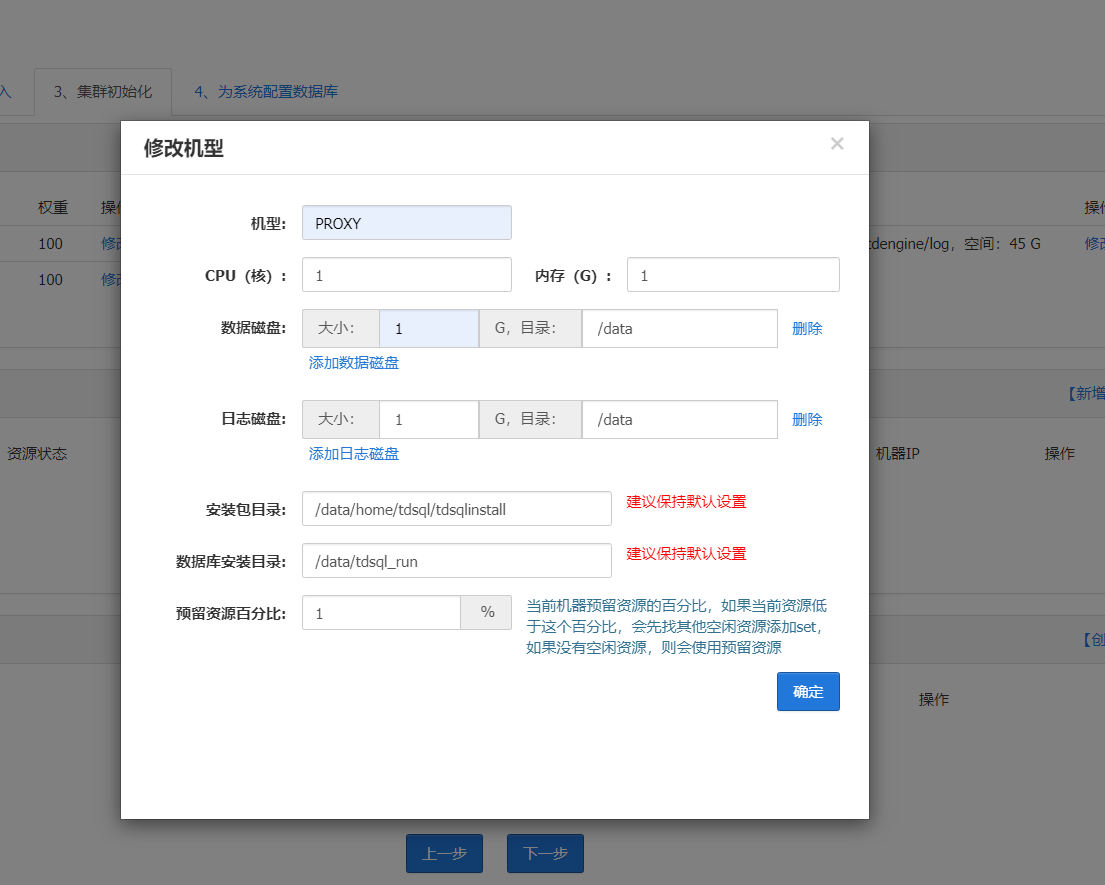 入
3、集群初始化
4、为系统配置数据库
修改机型
×
权重
操
操
机型:
PROXY
100
修
tdengine/log，空间：45 G
修
CPU（核）:
1
内存（G）:
1
100
修
数据磁盘:
大小：
1
G，目录：
/data
删除
添加数据磁盘
【新增
日志磁盘:
大小：
1
G，目录：
/data
删除
添加日志磁盘
资源状态
机器IP
操作
安装包目录:
/data/home/tdsql/tdsqlinstall
建议保持默认设置
数据库安装目录:
/data/tdsql_run
建议保持默认设置
预留资源百分比:
1
%
当前机器预留资源的百分比，如果当前资源低
于这个百分比，会先找其他空闲资源添加set，
如果没有空闲资源，则会使用预留资源
【创
确定
操作
上一步
下一步